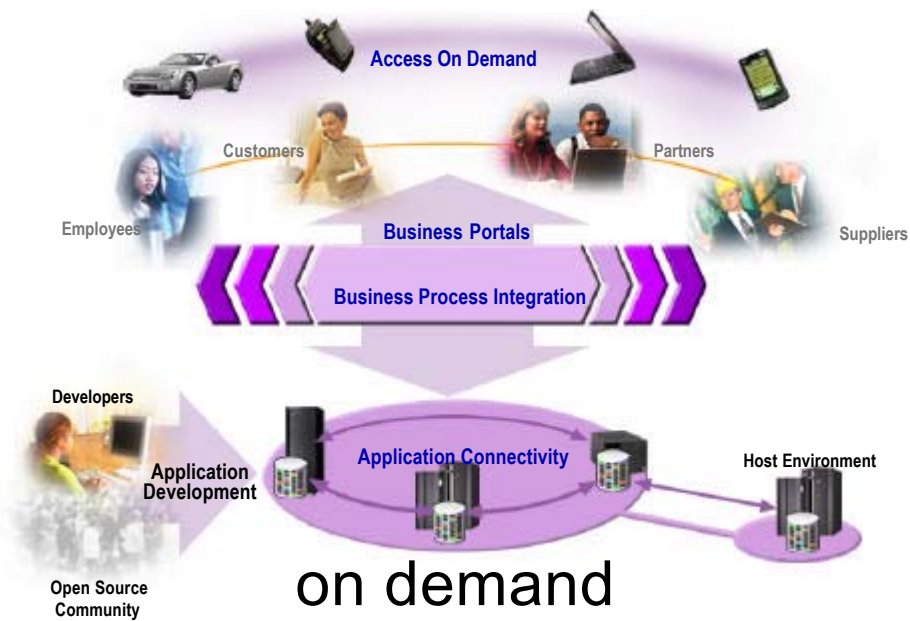 Access On Demand
Customers
Partners
Employees
Business Portals
Suppliers
Business Process Integration
Developers
Application Connectivity
Host Environment
Application
Development
on demand
Open Source
Community